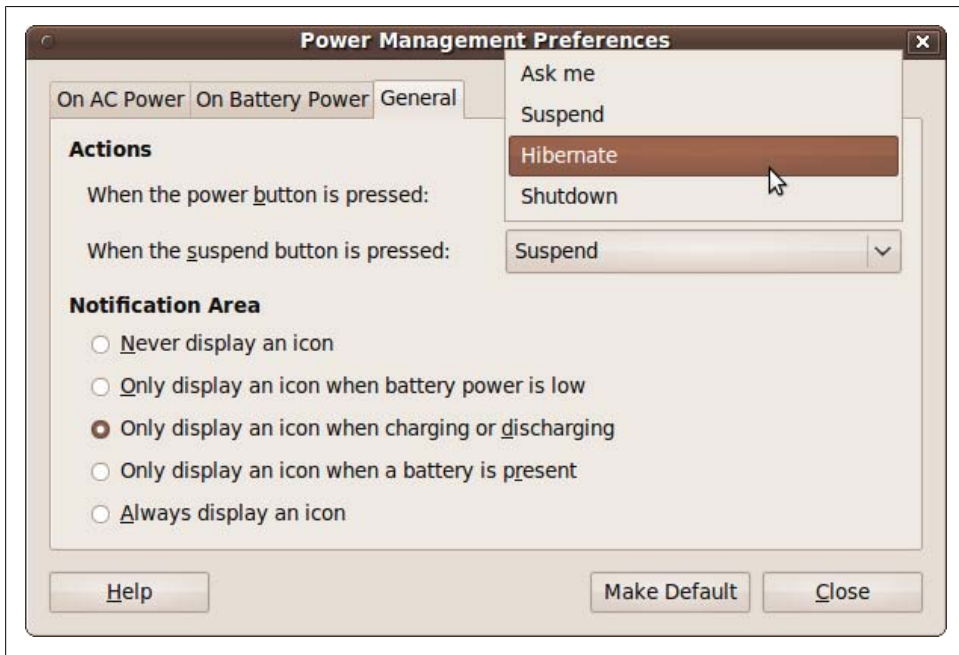 Power Management Preferences
On AC Power On Battery Power General
Ask me
Suspend
Hibernate
Shutdown
Actions
When the power button is pressed:
When the suspend button is pressed: Suspend
Notification Area
Never display an icon
Only display an icon when battery power is low
Only display an icon when charging or discharging
Only display an icon when a battery is present
Always display an icon
Help Make Default Close